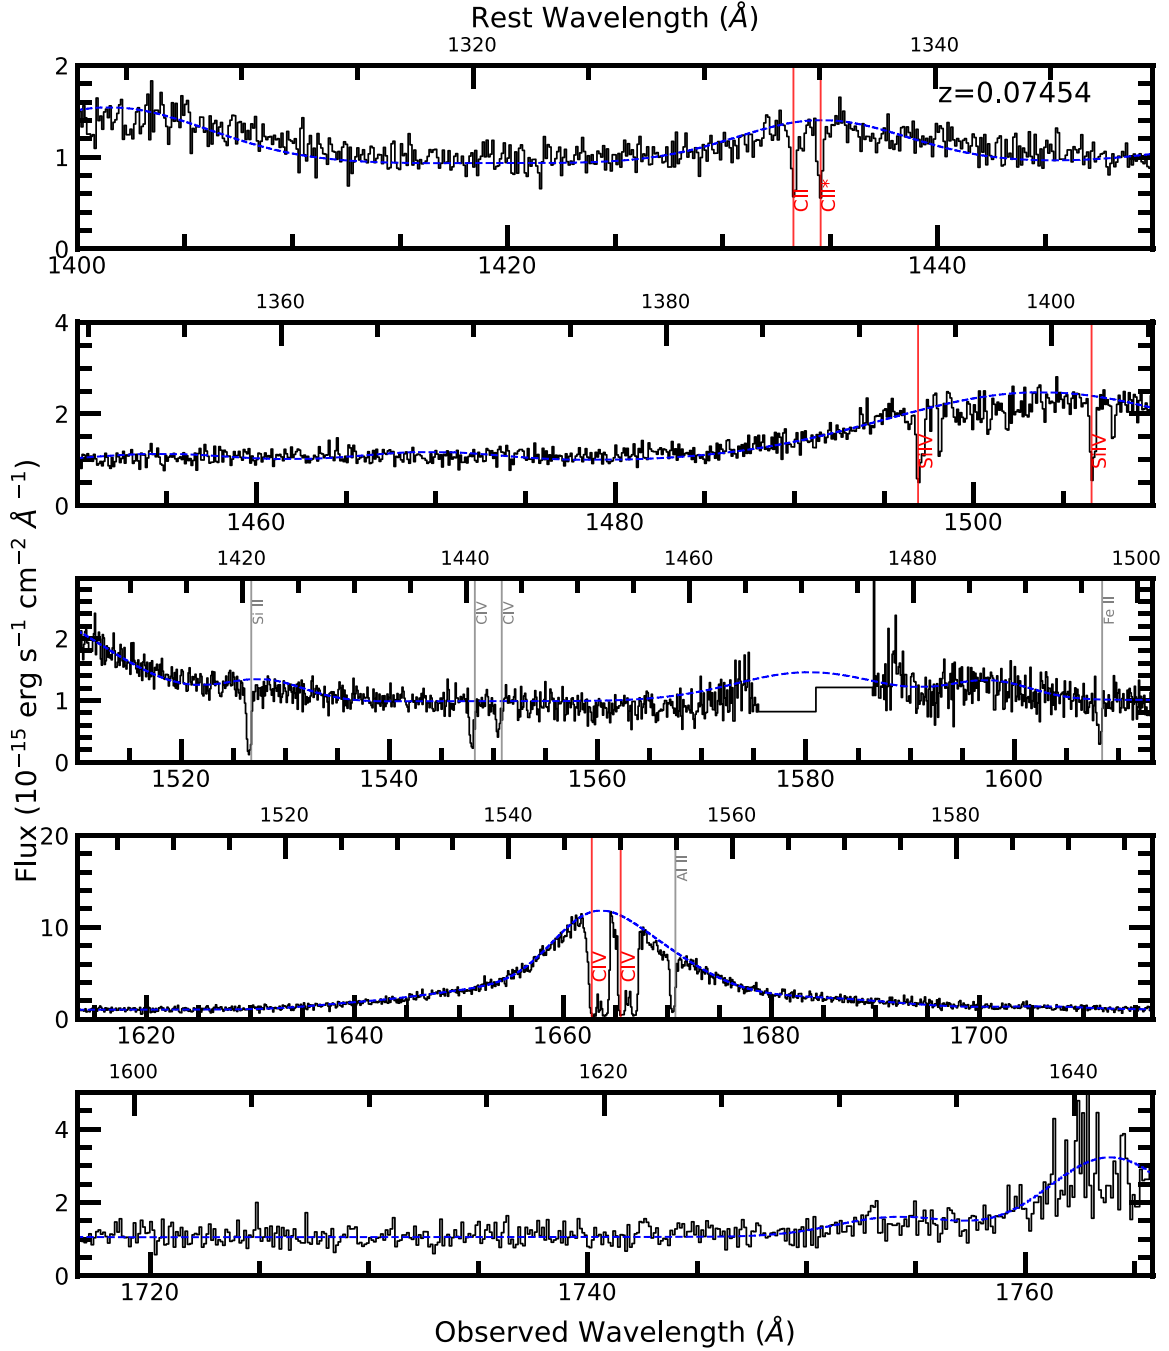 Rest Wavelength (Å)
1320 1340
z=0.07454
2
1
0
CII CII*
1400 1420 1440
1360 1380 1400
4
2
0
SiIV SiIV
1460 1480 1500
1420 1440 1460 1480 1500
2
1
0
Si II CIV CIV Fe II
1520 1540 1560 1580 1600
1520 1540 1560 1580
20
10
0
CIV CIV Al II
1620 1640 1660 1680 1700
1600 1620 1640
4
2
0
1720 1740 1760
Flux (10⁻¹⁵ erg s⁻¹ cm⁻² Å ⁻¹)
Observed Wavelength (Å)